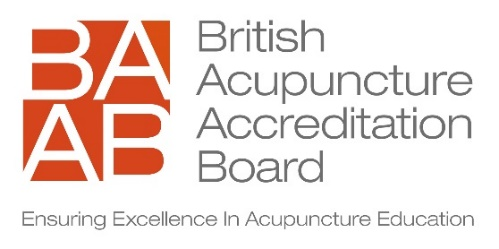 BA
AB
British
Acupuncture
Accreditation
Board
Ensuring Excellence In Acupuncture Education